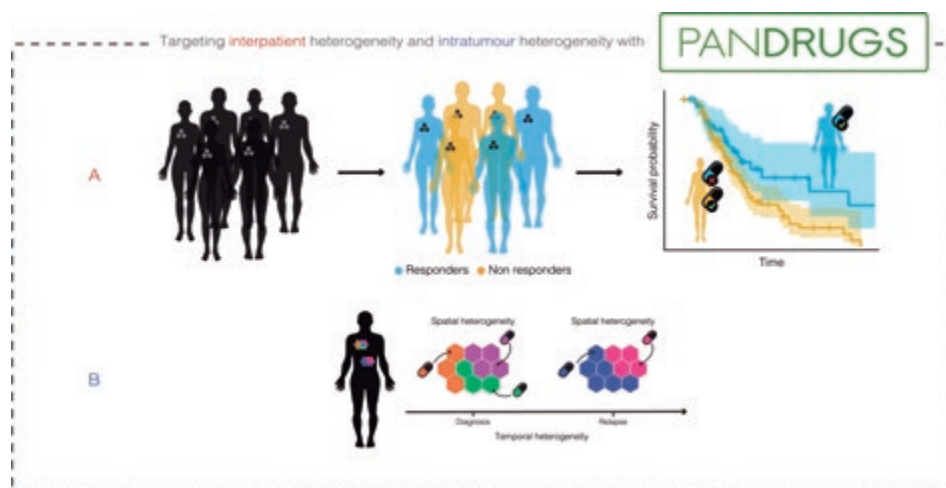 Targeting interpatient heterogeneity and intratumour heterogeneity with
PANDRUGS
A
Survival probability
Time
Responders
Non responders
B
Spatial heterogeneity
Spatial heterogeneity
Diagnosis
Relapse
Temporal heterogeneity